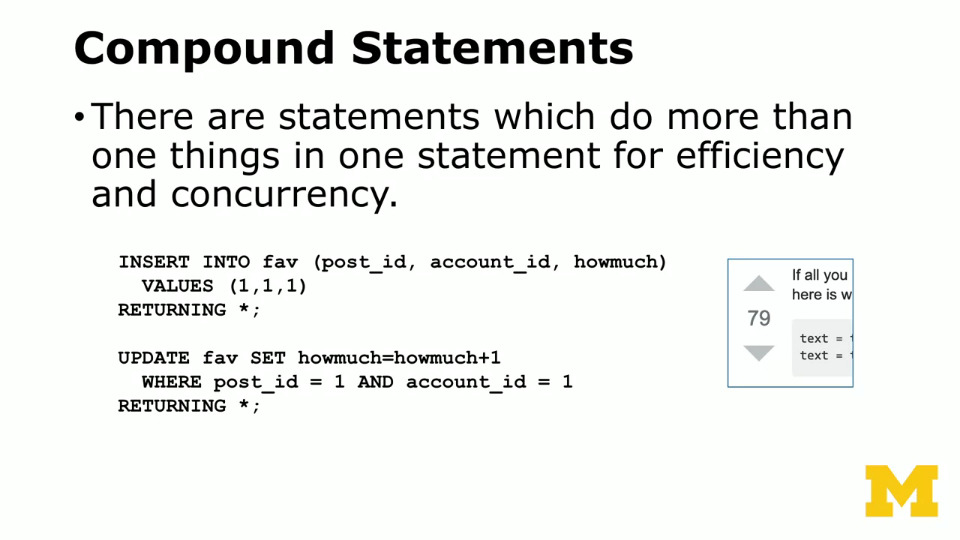 Compound Statements
• There are statements which do more than
one things in one statement for efficiency
and concurrency.
INSERT INTO fav (post_id, account_id, howmuch)
VALUES (1,1,1)
RETURNING *;
UPDATE fav SET howmuch=howmuch+1
WHERE post_id = 1 AND account_id = 1
RETURNING *;
If all you
here is w
79
text =
text =
M